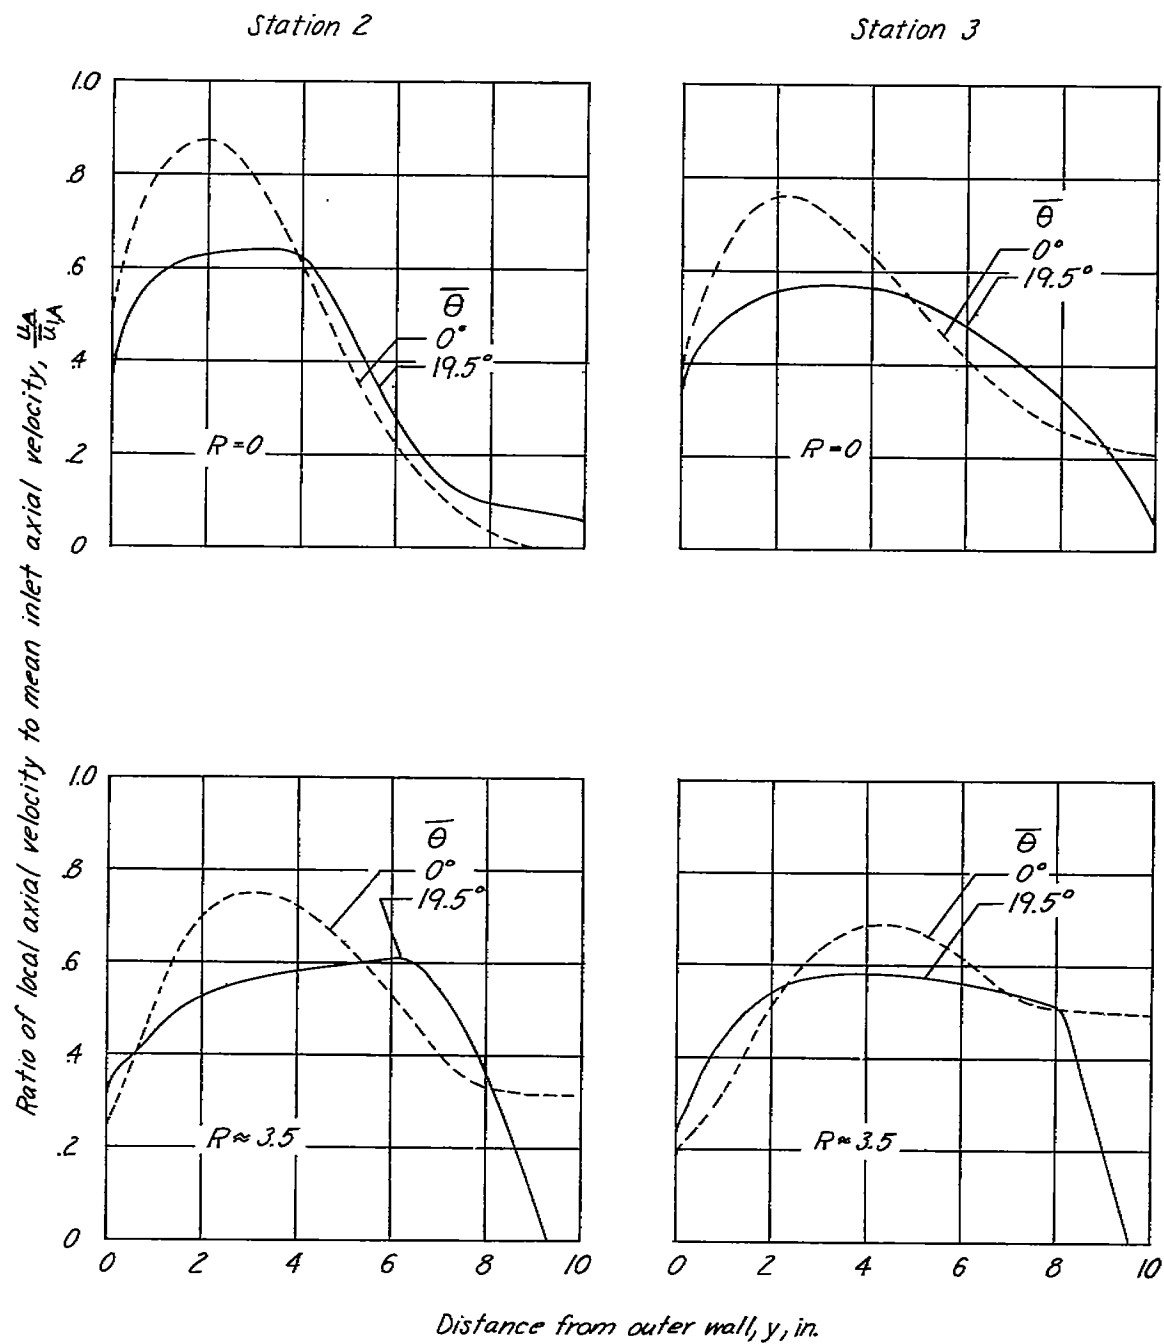 Station 2
Station 3
Ratio of local axial velocity to mean inlet axial velocity, u_A / ū_1A
1.0
.8
.6
.4
.2
0
θ̅
0°
19.5°
R=0
θ̅
0°
19.5°
R=0
1.0
.8
.6
.4
.2
0
θ̅
0°
19.5°
R≈3.5
0 2 4 6 8 10
θ̅
0°
19.5°
R≈3.5
0 2 4 6 8 10
Distance from outer wall, y, in.